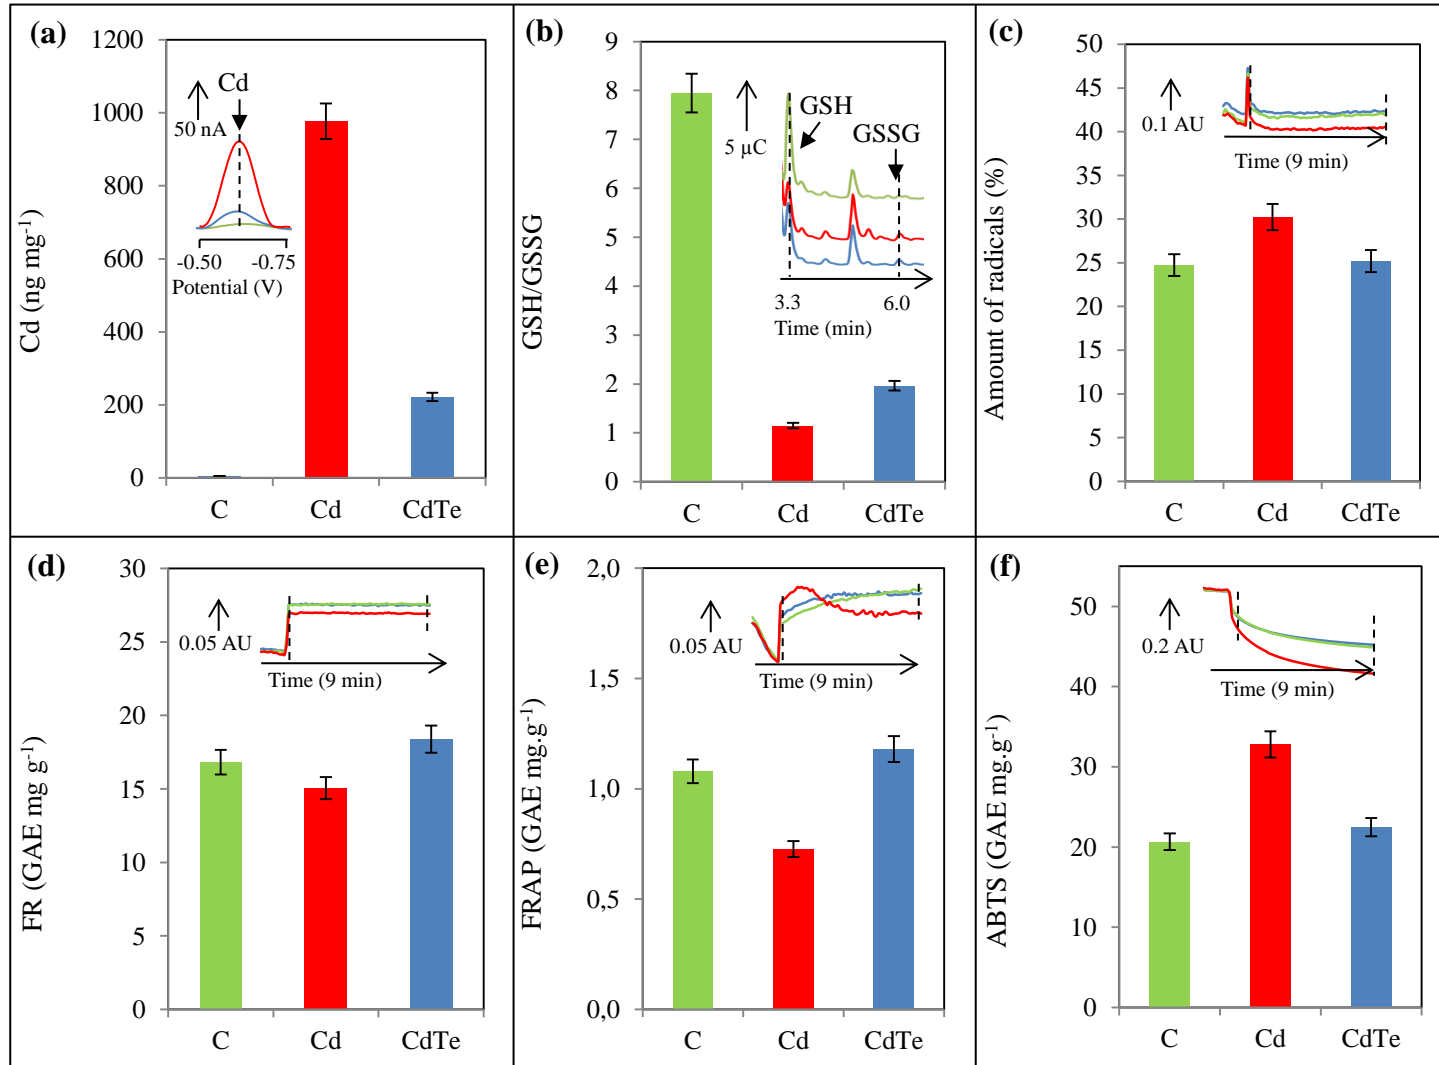 (a)
1200
1000
800
600
400
200
0
Cd (ng mg-1)
Cd
50 nA
-0.50 -0.75
Potential (V)
C Cd CdTe
(b)
9
8
7
6
5
4
3
2
1
0
GSH/GSSG
5 µC
GSH
GSSG
3.3 6.0
Time (min)
C Cd CdTe
(c)
50
45
40
35
30
25
20
15
10
5
0
Amount of radicals (%)
0.1 AU
Time (9 min)
C Cd CdTe
(d)
30
25
20
15
10
5
0
FR (GAE mg g-1)
0.05 AU
Time (9 min)
C Cd CdTe
(e)
2,0
1,5
1,0
0,5
0,0
FRAP (GAE mg.g-1)
0.05 AU
Time (9 min)
C Cd CdTe
(f)
50
40
30
20
10
0
ABTS (GAE mg.g-1)
0.2 AU
Time (9 min)
C Cd CdTe